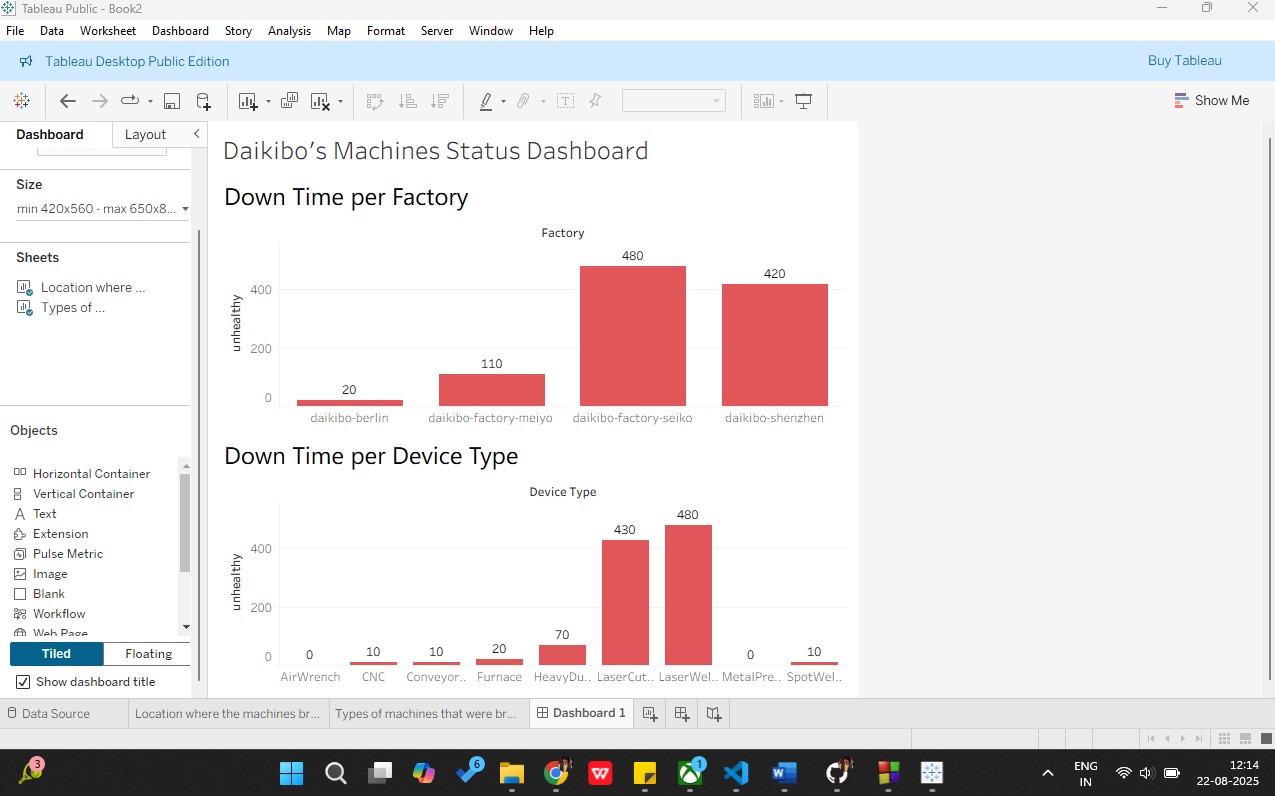 Tableau Public - Book2
File Data Worksheet Dashboard Story Analysis Map Format Server Window Help
Tableau Desktop Public Edition Buy Tableau
Show Me
Dashboard Layout
Size
min 420x560 - max 650x8...
Sheets
Location where ...
Types of ...
Objects
Horizontal Container
Vertical Container
Text
Extension
Pulse Metric
Image
Blank
Workflow
Web Page
Tiled Floating
Show dashboard title
Daikibo's Machines Status Dashboard
Down Time per Factory
Factory
unhealthy
400
200
0
20 110 480 420
daikibo-berlin daikibo-factory-meiyo daikibo-factory-seiko daikibo-shenzhen
Down Time per Device Type
Device Type
unhealthy
400
200
0
0 10 10 20 70 430 480 0 10
AirWrench CNC Conveyor.. Furnace HeavyDu.. LaserCut.. LaserWel.. MetalPre.. SpotWel..
Data Source Location where the machines br... Types of machines that were br... Dashboard 1
3 6 1
ENG
IN
12:14
22-08-2025